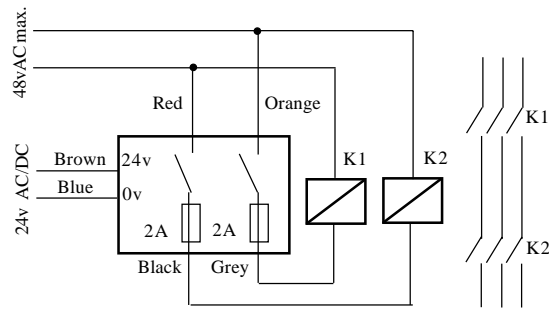 48vAC max.
Red
Orange
24v AC/DC
Brown
24v
Blue
0v
2A
2A
Black
Grey
K1
K2
K1
K2